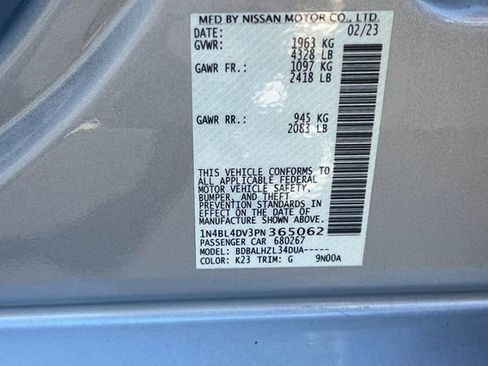 MFD BY NISSAN MOTOR CO., LTD.
DATE: 02/23
GVWR: 1963 KG
4328 LB
GAWR FR.: 1097 KG
2418 LB
GAWR RR.: 945 KG
2083 LB
THIS VEHICLE CONFORMS TO
ALL APPLICABLE FEDERAL
MOTOR VEHICLE SAFETY,
BUMPER, AND THEFT
PREVENTION STANDARDS IN
EFFECT ON THE DATE OF
MANUFACTURE SHOWN ABOVE.
1N4BL4DV3PN 365062
PASSENGER CAR 680267
MODEL: BDBALHZL34DUA-----
COLOR: K23 TRIM: G 9N00A